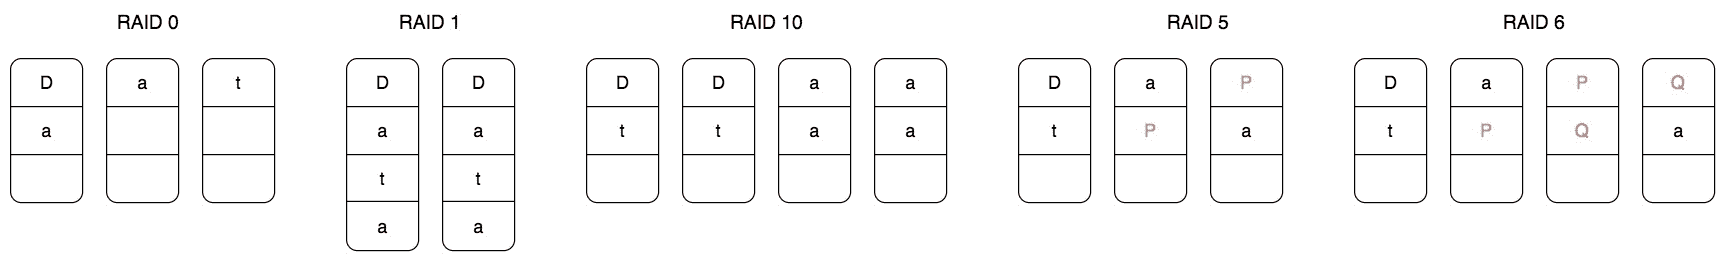 RAID 0 RAID 1 RAID 10 RAID 5 RAID 6
D a t D D D D a a D a P D a P Q
a a a t t a a t P a t P Q a
t t
a a